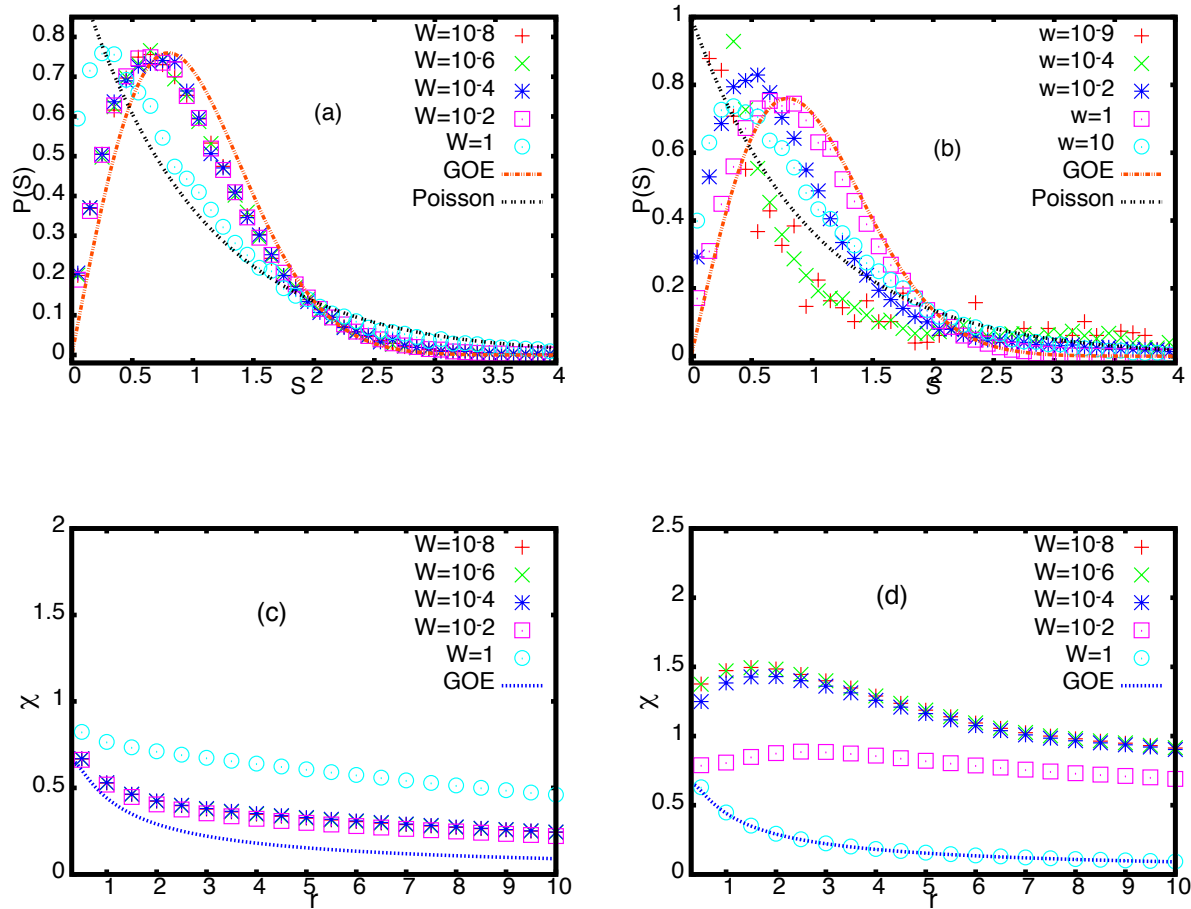 0.8
0.7
0.6
0.5
0.4
0.3
0.2
0.1
0
P(S)
0 0.5 1 1.5 2 2.5 3 3.5 4
S
(a)
W=10-8
W=10-6
W=10-4
W=10-2
W=1
GOE
Poisson
1
0.8
0.6
0.4
0.2
0
P(S)
0 0.5 1 1.5 2 2.5 3 3.5 4
S
(b)
w=10-9
w=10-4
w=10-2
w=1
w=10
GOE
Poisson
2
1.5
1
0.5
0
χ
1 2 3 4 5 6 7 8 9 10
r
(c)
W=10-8
W=10-6
W=10-4
W=10-2
W=1
GOE
2.5
2
1.5
1
0.5
0
χ
1 2 3 4 5 6 7 8 9 10
r
(d)
W=10-8
W=10-6
W=10-4
W=10-2
W=1
GOE